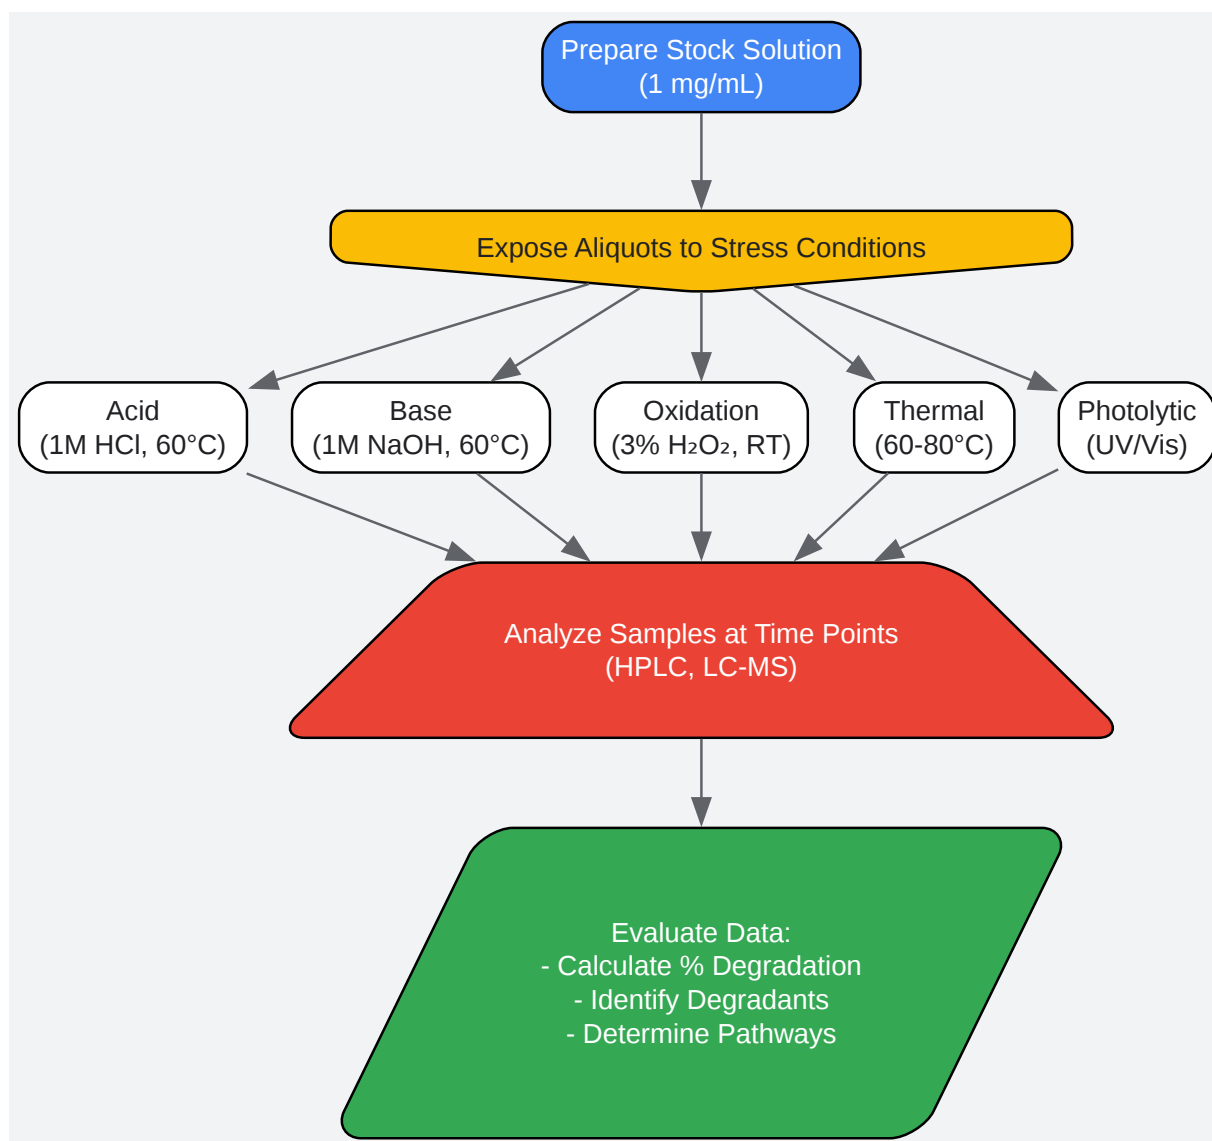 Prepare Stock Solution
(1 mg/mL)
Expose Aliquots to Stress Conditions
Acid
(1M HCl, 60°C)
Base
(1M NaOH, 60°C)
Oxidation
(3% H₂O₂, RT)
Thermal
(60-80°C)
Photolytic
(UV/Vis)
Analyze Samples at Time Points
(HPLC, LC-MS)
Evaluate Data:
- Calculate % Degradation
- Identify Degradants
- Determine Pathways